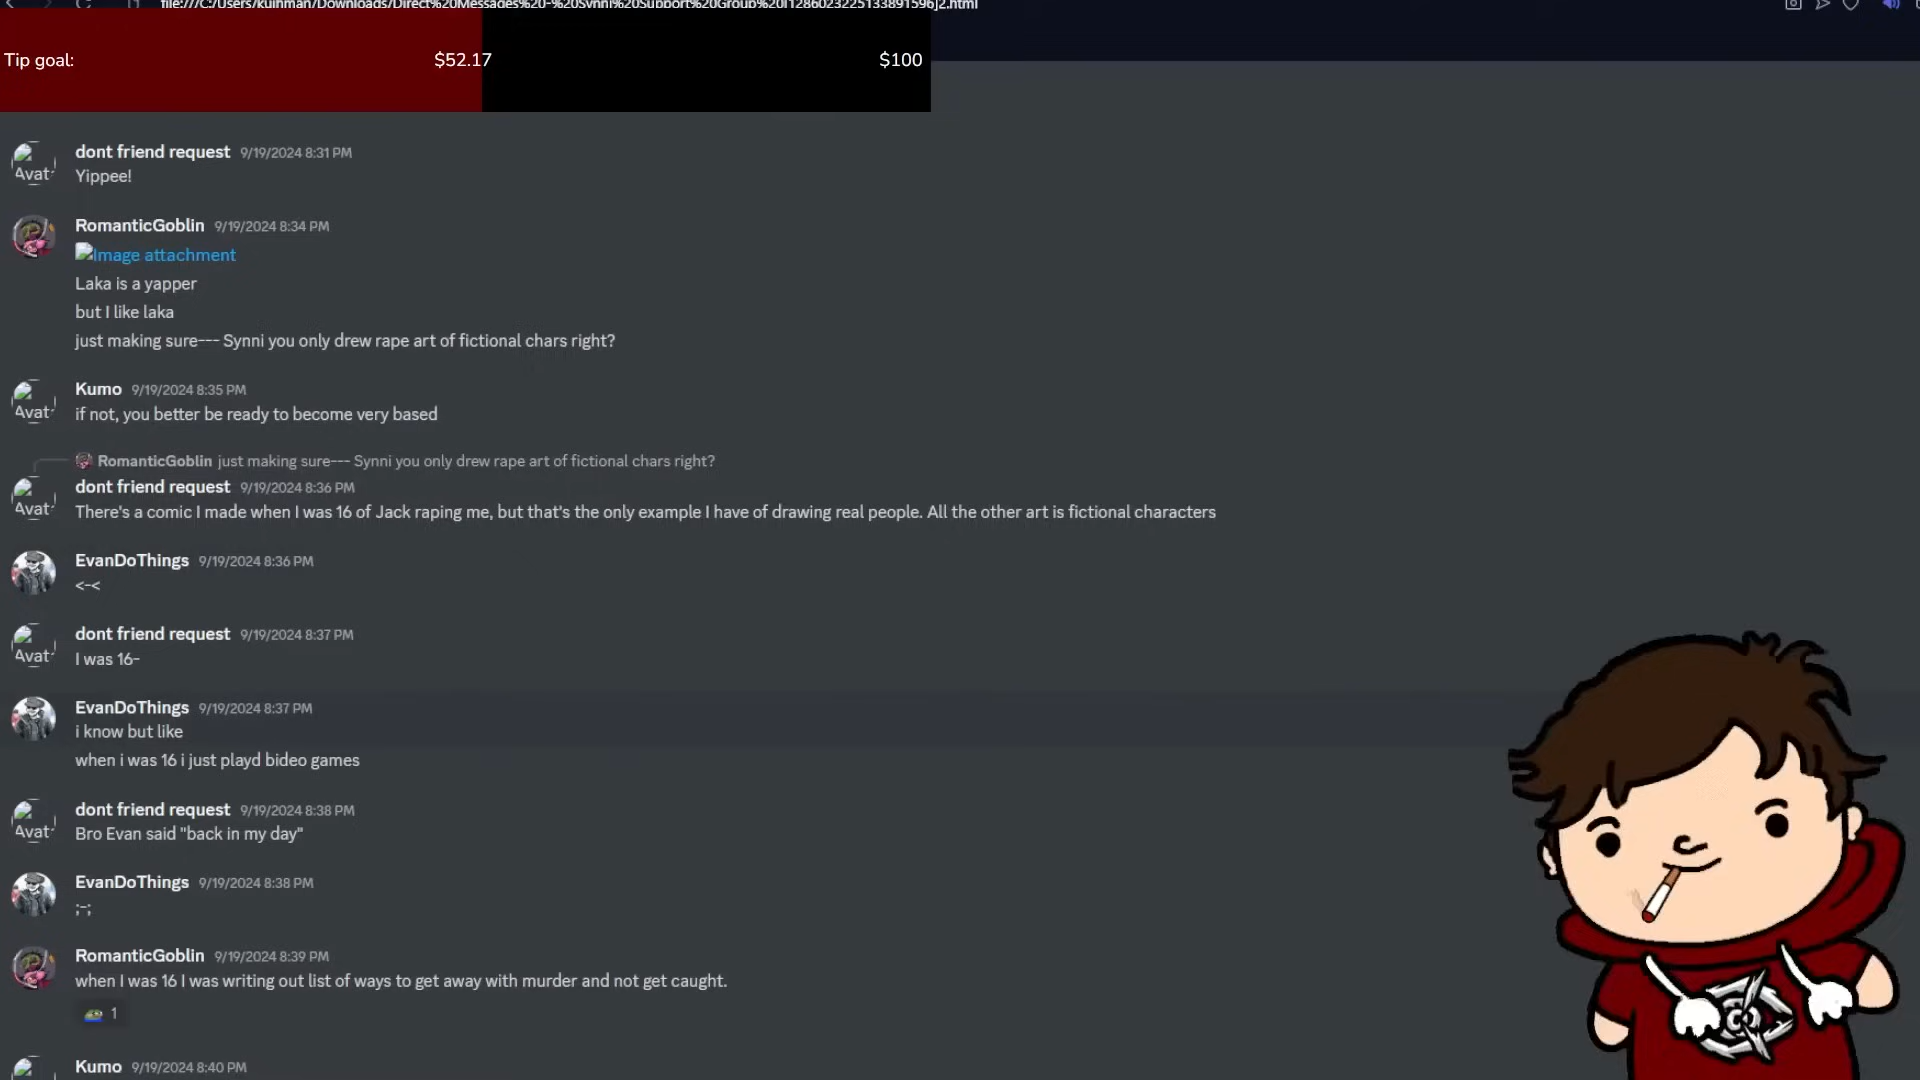 file:///C:/Users/kuinman/Downloads/Direct%20Messages%20-%20Synni%20Support%20Group%20[1286023225133891596]2.html
Tip goal: $52.17 $100
dont friend request 9/19/2024 8:31 PM
Avat
Yippee!
RomanticGoblin 9/19/2024 8:34 PM
Image attachment
Laka is a yapper
but I like laka
just making sure--- Synni you only drew rape art of fictional chars right?
Kumo 9/19/2024 8:35 PM
Avat
if not, you better be ready to become very based
RomanticGoblin just making sure--- Synni you only drew rape art of fictional chars right?
dont friend request 9/19/2024 8:36 PM
Avat
There's a comic I made when I was 16 of Jack raping me, but that's the only example I have of drawing real people. All the other art is fictional characters
EvanDoThings 9/19/2024 8:36 PM
<-<
dont friend request 9/19/2024 8:37 PM
Avat
I was 16-
EvanDoThings 9/19/2024 8:37 PM
i know but like
when i was 16 i just playd bideo games
dont friend request 9/19/2024 8:38 PM
Avat
Bro Evan said "back in my day"
EvanDoThings 9/19/2024 8:38 PM
;-;
RomanticGoblin 9/19/2024 8:39 PM
when I was 16 I was writing out list of ways to get away with murder and not get caught.
1
Kumo 9/19/2024 8:40 PM